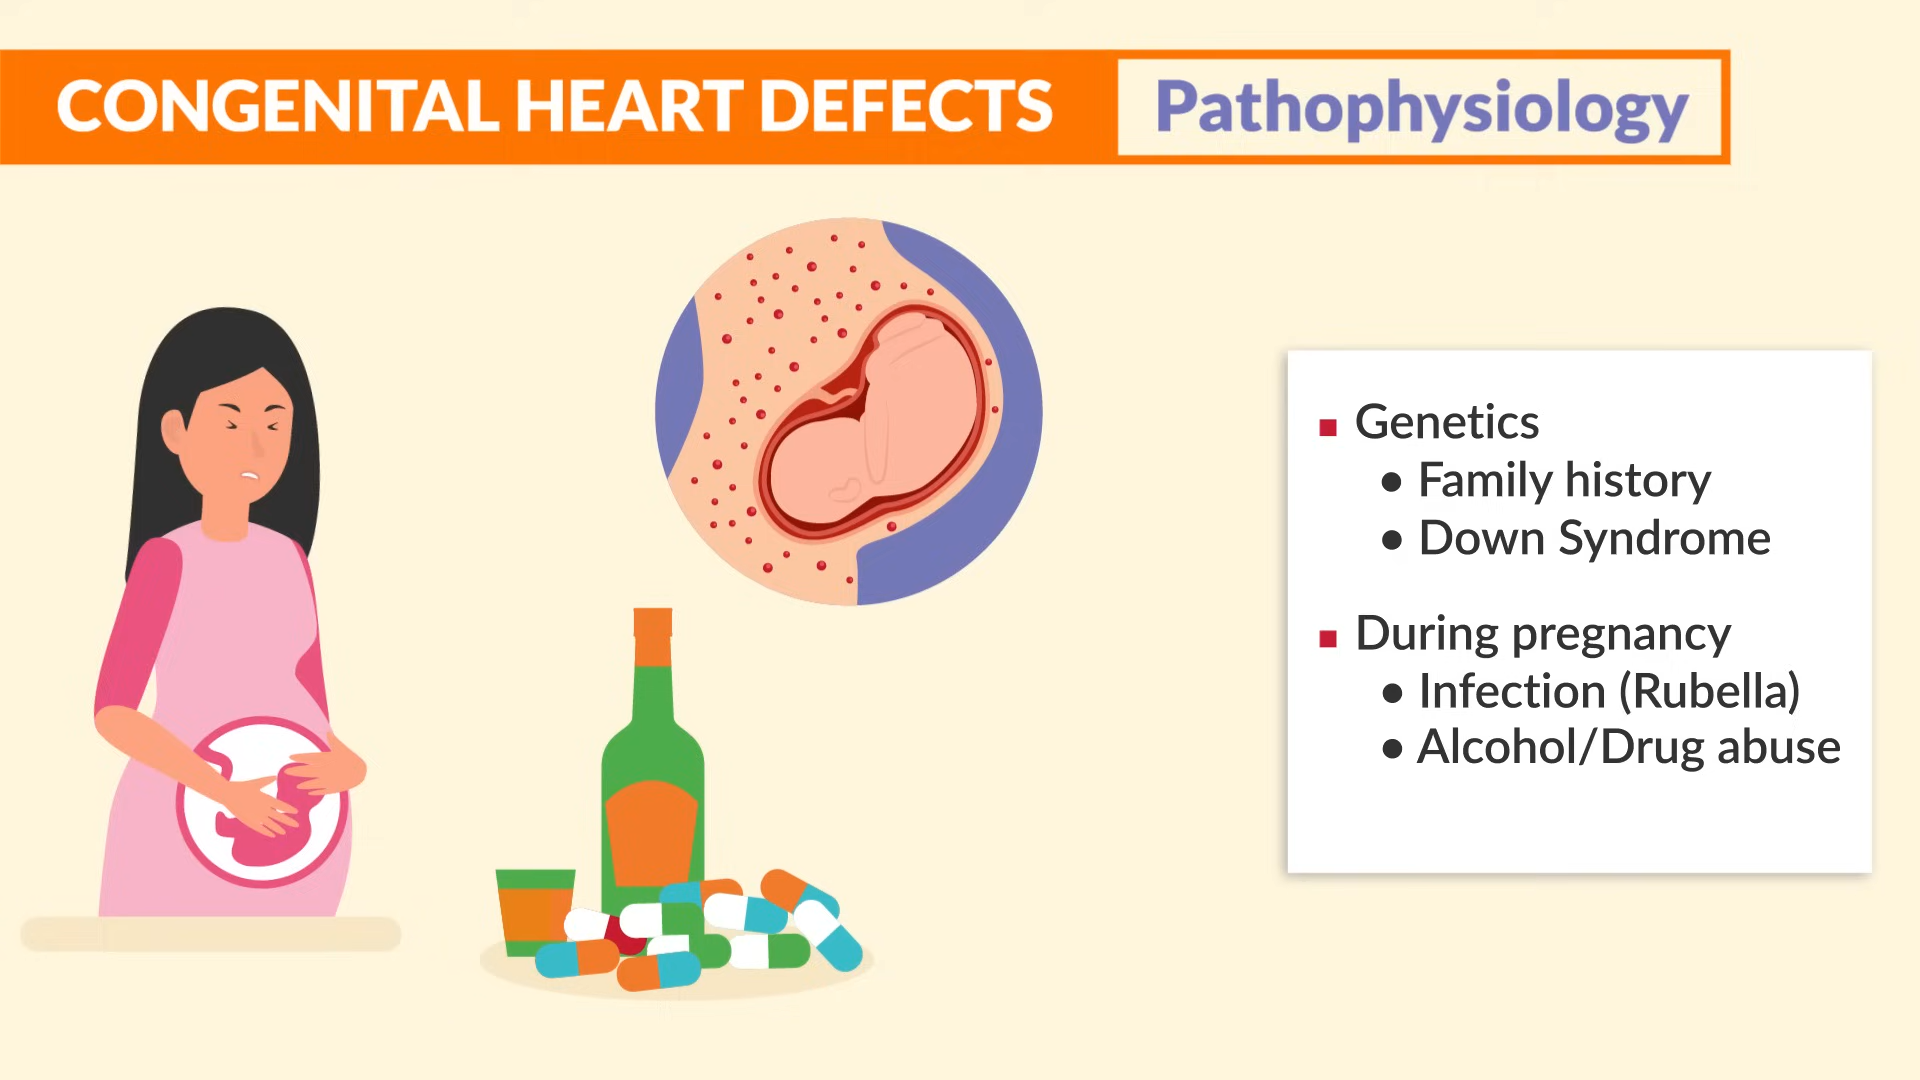 CONGENITAL HEART DEFECTS Pathophysiology
■ Genetics
● Family history
● Down Syndrome
■ During pregnancy
● Infection (Rubella)
● Alcohol/Drug abuse